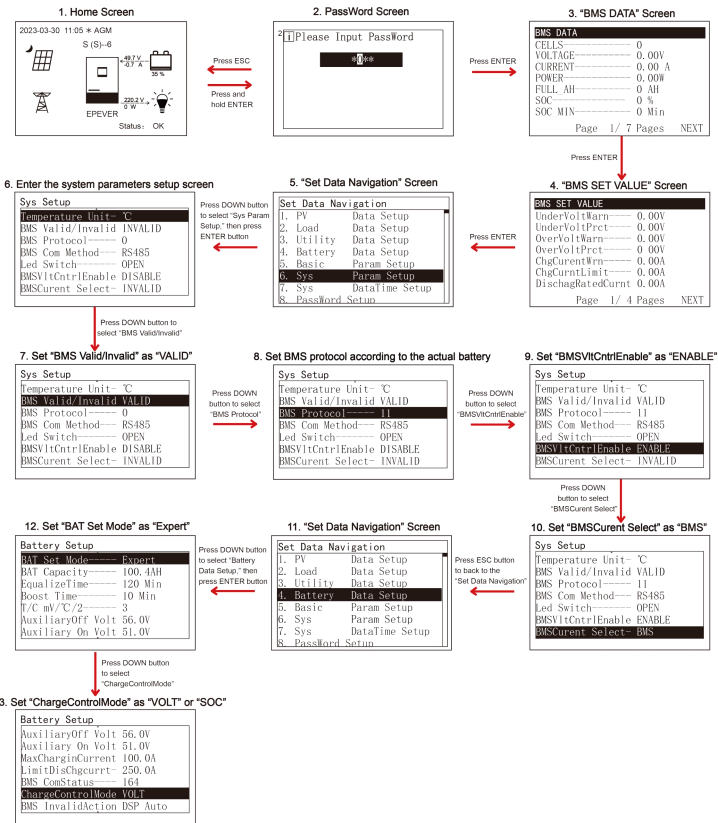 1. Home Screen
2023-03-30 11:05 ✳ AGM
S (S)--6
49.7 V
-0.7 A
35 %
220.2 V
0 W
EPEVER
Status: OK
Press ESC
Press and
hold ENTER
2. PassWord Screen
2 i Please Input PassWord
*0**
Press ENTER
3. “BMS DATA” Screen
BMS DATA
CELLS------------- 0
VOLTAGE----------- 0.00V
CURRENT----------- 0.00 A
POWER------------- 0.00W
FULL AH----------- 0 AH
SOC--------------- 0 %
SOC MIN----------- 0 Min
Page 1/ 7 Pages NEXT
Press ENTER
4. “BMS SET VALUE” Screen
BMS SET VALUE
UnderVoltWarn---- 0.00V
UnderVoltPrct---- 0.00V
OverVoltWarn----- 0.00V
OverVoltPrct----- 0.00V
ChgCurentWrn----- 0.00A
ChgCurntLimit---- 0.00A
DischagRatedCurnt 0.00A
Page 1/ 4 Pages NEXT
Press ENTER
5. “Set Data Navigation” Screen
Set Data Navigation
1. PV Data Setup
2. Load Data Setup
3. Utility Data Setup
4. Battery Data Setup
5. Basic Param Setup
6. Sys Param Setup
7. Sys DataTime Setup
8. PassWord Setup
Press DOWN button
to select “Sys Param
Setup,” then press
ENTER button
6. Enter the system parameters setup screen
Sys Setup
Temperature Unit- ℃
BMS Valid/Invalid INVALID
BMS Protocol----- 0
BMS Com Method--- RS485
Led Switch------- OPEN
BMSVltCntrlEnable DISABLE
BMSCurent Select- INVALID
Press DOWN button to
select “BMS Valid/Invalid”
7. Set “BMS Valid/Invalid” as “VALID”
Sys Setup
Temperature Unit- ℃
BMS Valid/Invalid VALID
BMS Protocol----- 0
BMS Com Method--- RS485
Led Switch------- OPEN
BMSVltCntrlEnable DISABLE
BMSCurent Select- INVALID
Press DOWN
button to select
“BMS Protocol”
8. Set BMS protocol according to the actual battery
Sys Setup
Temperature Unit- ℃
BMS Valid/Invalid VALID
BMS Protocol----- 11
BMS Com Method--- RS485
Led Switch------- OPEN
BMSVltCntrlEnable DISABLE
BMSCurent Select- INVALID
Press DOWN
button to select
“BMSVltCntrlEnable”
9. Set “BMSVltCntrlEnable” as “ENABLE”
Sys Setup
Temperature Unit- ℃
BMS Valid/Invalid VALID
BMS Protocol----- 11
BMS Com Method--- RS485
Led Switch------- OPEN
BMSVltCntrlEnable ENABLE
BMSCurent Select- INVALID
Press DOWN
button to select
“BMSCurent Select”
10. Set “BMSCurent Select” as “BMS”
Sys Setup
Temperature Unit- ℃
BMS Valid/Invalid VALID
BMS Protocol----- 11
BMS Com Method--- RS485
Led Switch------- OPEN
BMSVltCntrlEnable ENABLE
BMSCurent Select- BMS
Press ESC button
to back to the
“Set Data Navigation”
11. “Set Data Navigation” Screen
Set Data Navigation
1. PV Data Setup
2. Load Data Setup
3. Utility Data Setup
4. Battery Data Setup
5. Basic Param Setup
6. Sys Param Setup
7. Sys DataTime Setup
8. PassWord Setup
Press DOWN button
to select “Battery
Data Setup,” then
press ENTER button
12. Set “BAT Set Mode” as “Expert”
Battery Setup
BAT Set Mode----- Expert
BAT Capacity----- 100.4AH
EqualizeTime----- 120 Min
Boost Time------- 10 Min
T/C mV/℃/2------- 3
AuxiliaryOff Volt 56.0V
Auxiliary On Volt 51.0V
Press DOWN button
to select
“ChargeControlMode”
3. Set “ChargeControlMode” as “VOLT” or “SOC”
Battery Setup
AuxiliaryOff Volt 56.0V
Auxiliary On Volt 51.0V
MaxCharginCurrent 100.0A
LimitDisChgcurrt- 250.0A
BMS ComStatus---- 164
ChargeControlMode VOLT
BMS InvalidAction DSP Auto